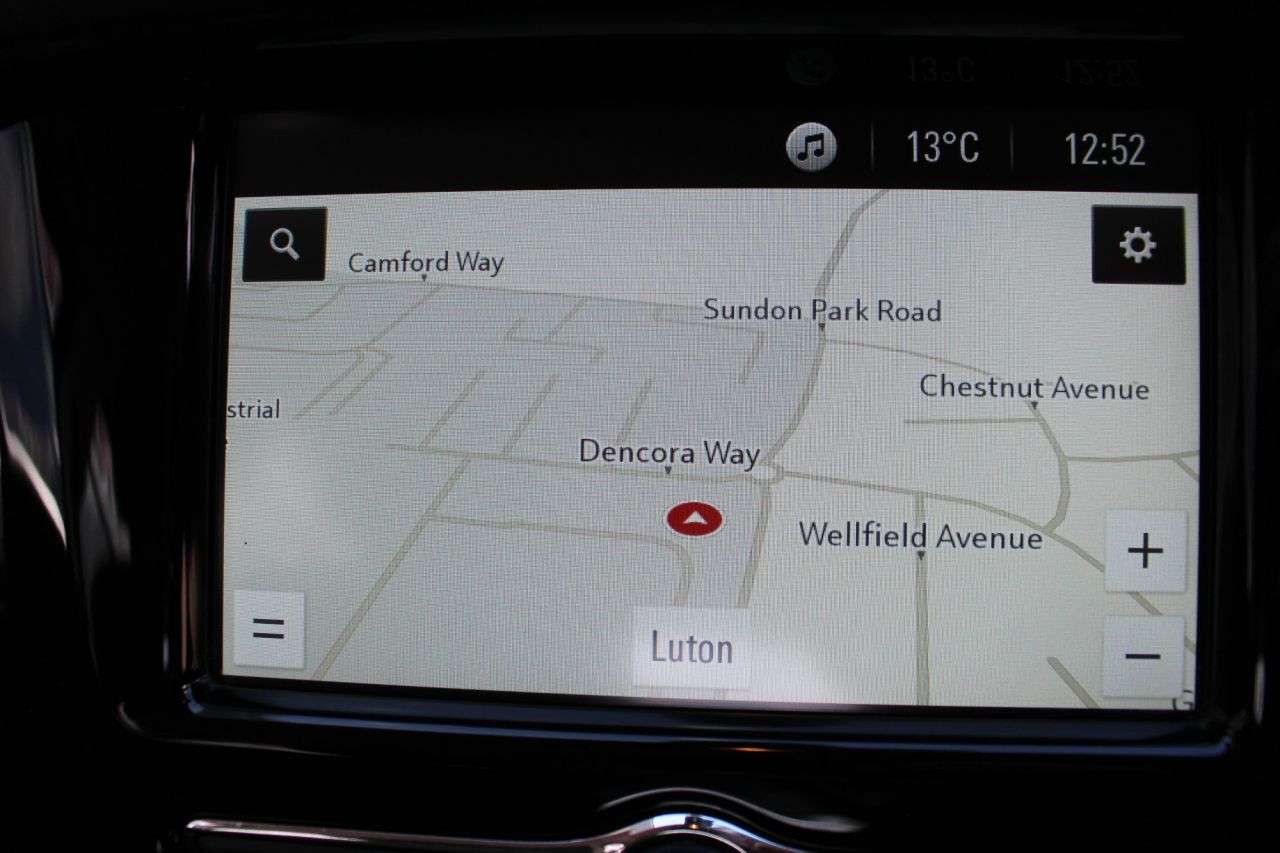 13°C
12:52
Camford Way
Sundon Park Road
Chestnut Avenue
strial
Dencora Way
Wellfield Avenue
Luton
G